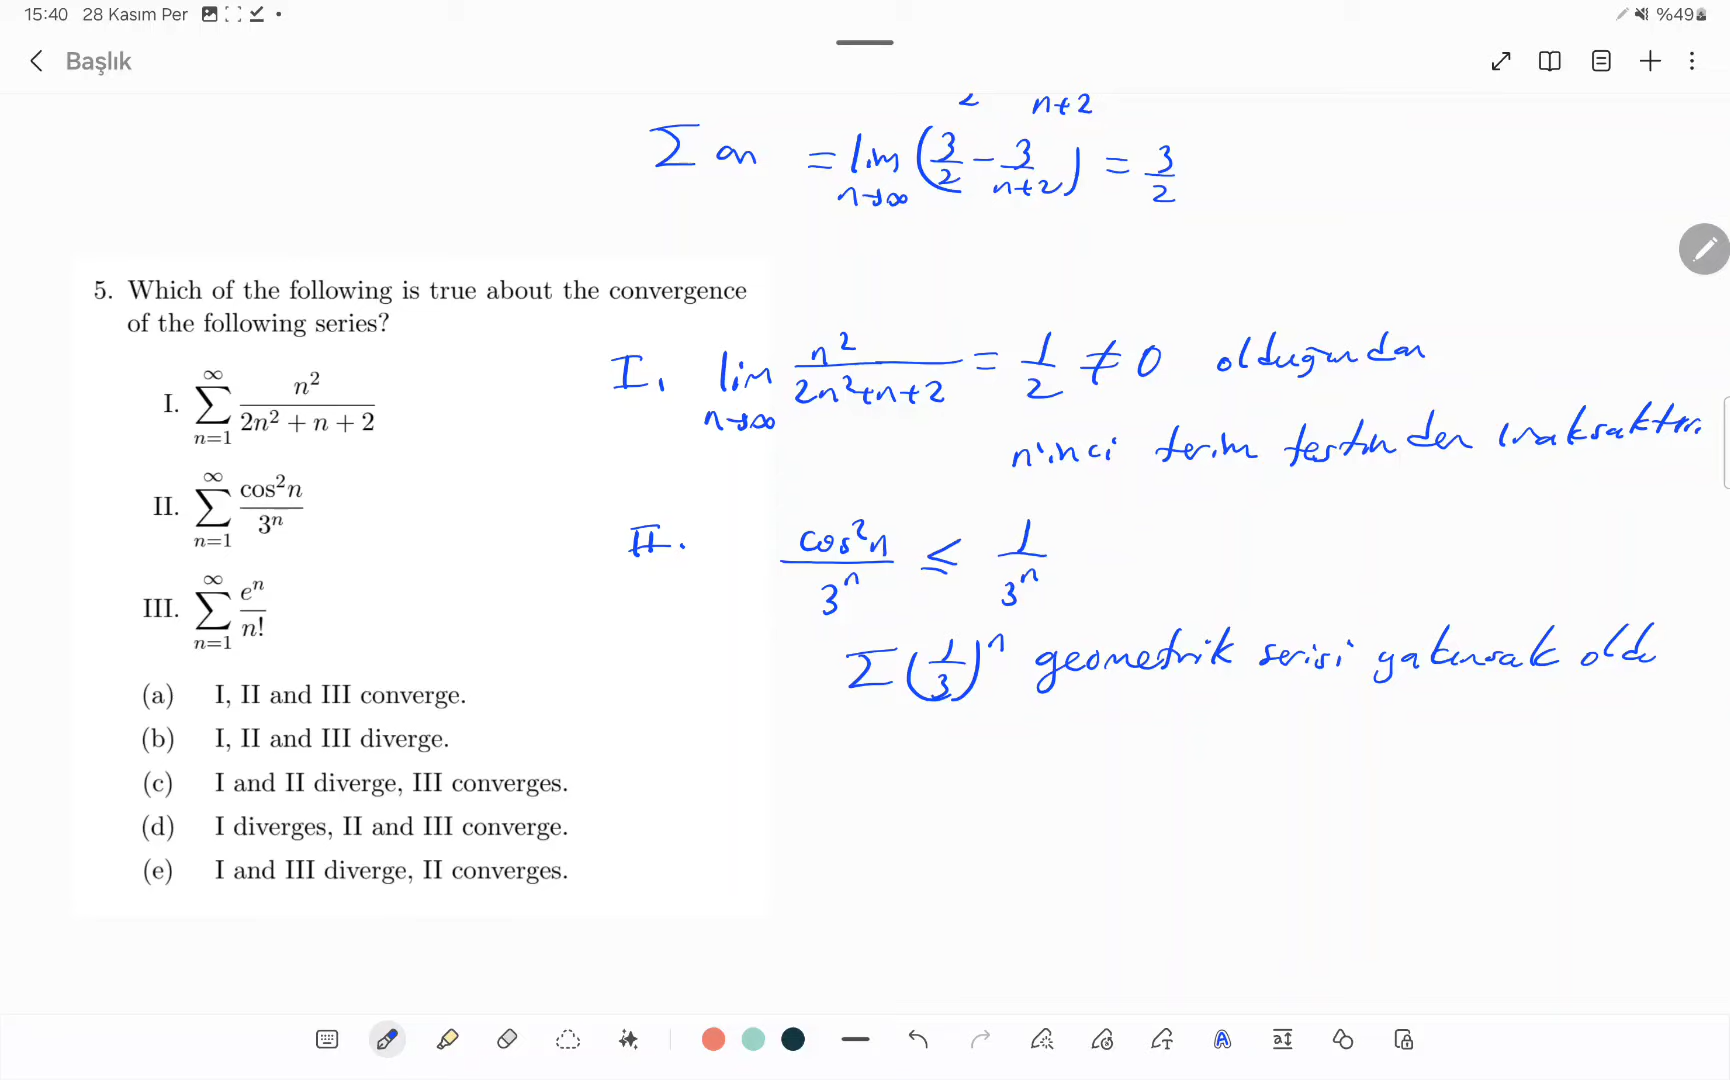 15:40 28 Kasım Per %49
Başlık
2 n+2
Σ an = lim n→∞ (3/2 - 3/(n+2)) = 3/2
5. Which of the following is true about the convergence
of the following series?
I. ∑_{n=1}^{∞} n²/(2n² + n + 2)
II. ∑_{n=1}^{∞} cos²n/3ⁿ
III. ∑_{n=1}^{∞} eⁿ/n!
(a) I, II and III converge.
(b) I, II and III diverge.
(c) I and II diverge, III converges.
(d) I diverges, II and III converge.
(e) I and III diverge, II converges.
I. lim n→∞ n²/(2n²+n+2) = 1/2 ≠ 0 olduğundan
n'inci terim testinden ıraksaktır.
II. cos²n/3ⁿ ≤ 1/3ⁿ
Σ(1/3)ⁿ geometrik serisi yakınsak oldu